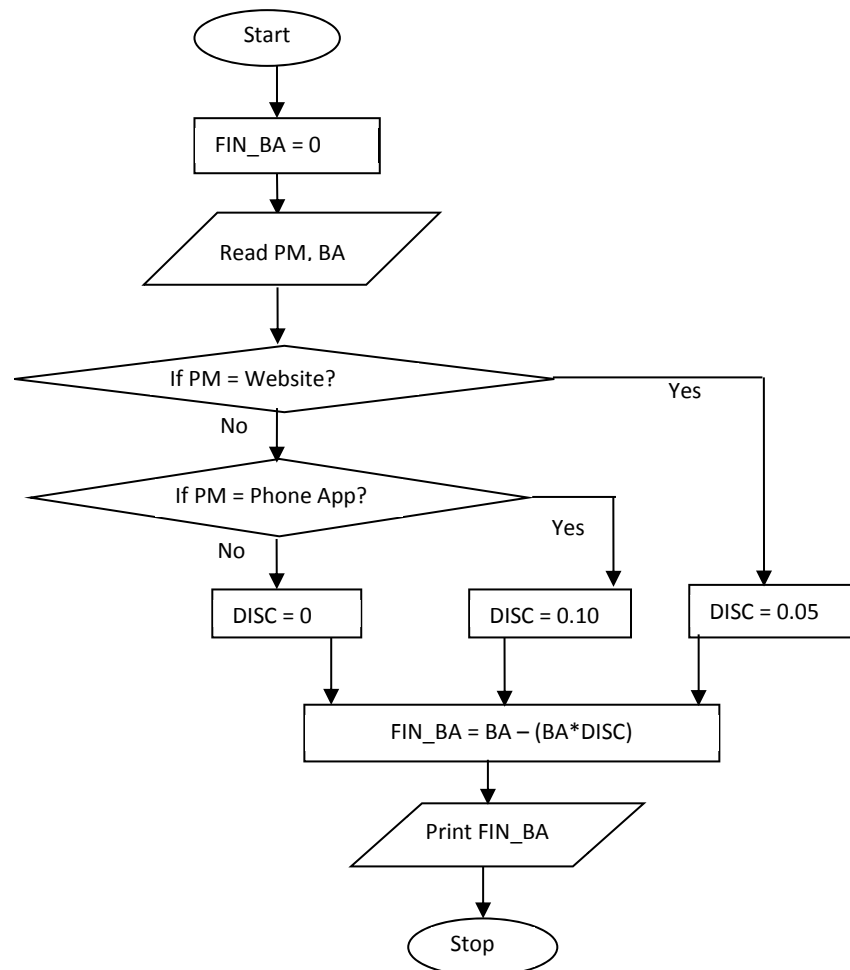 Start
FIN_BA = 0
Read PM, BA
If PM = Website?
Yes
No
If PM = Phone App?
Yes
No
DISC = 0
DISC = 0.10
DISC = 0.05
FIN_BA = BA – (BA*DISC)
Print FIN_BA
Stop